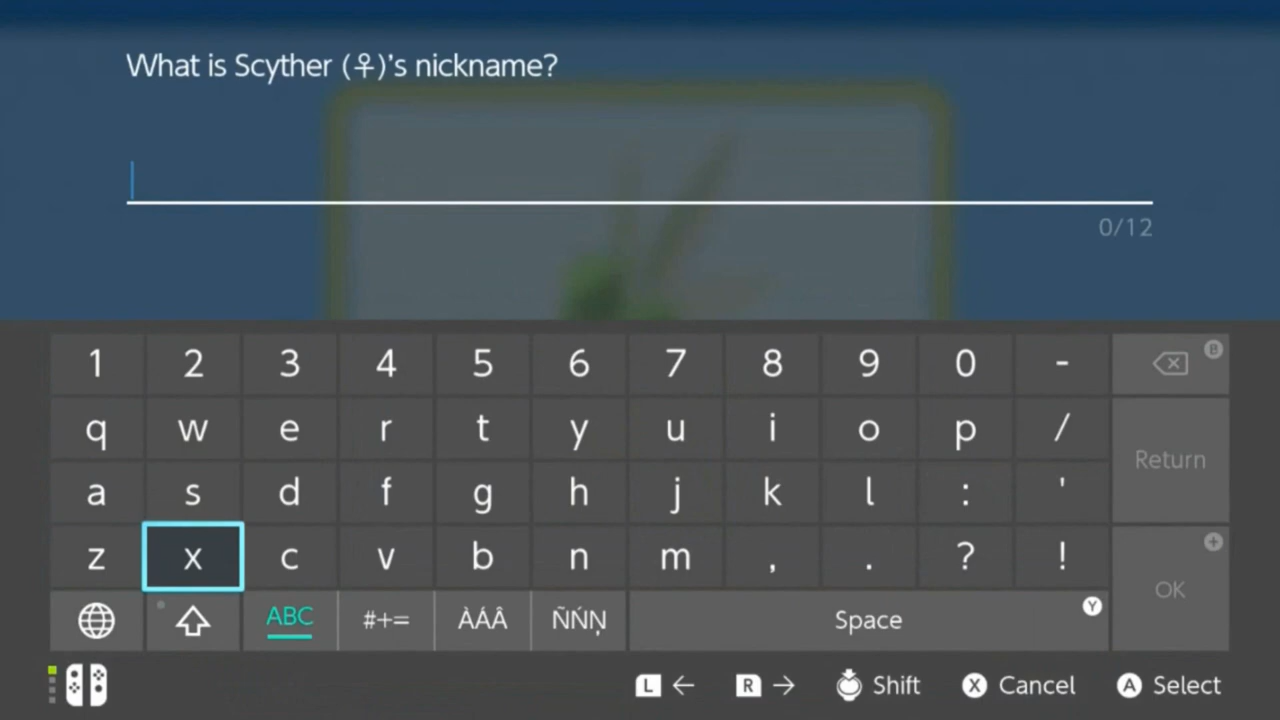 What is Scyther (♀)'s nickname?
0/12
1 2 3 4 5 6 7 8 9 0 - B
q w e r t y u i o p / Return
a s d f g h j k l : '
z x c v b n m , . ? ! + OK
ABC #+= ÀÁÂ ÑŃŅ Space Y
L ← R → Shift X Cancel A Select